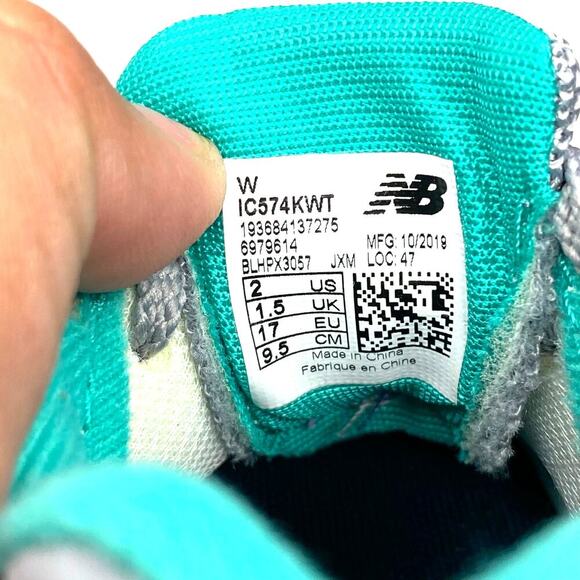 W
IC574KWT
NB
193684137275
6979614 MFG: 10/2019
BLHPX3057 JXM LOC: 47
2 US
1.5 UK
17 EU
9.5 CM
Made in China
Fabrique en Chine